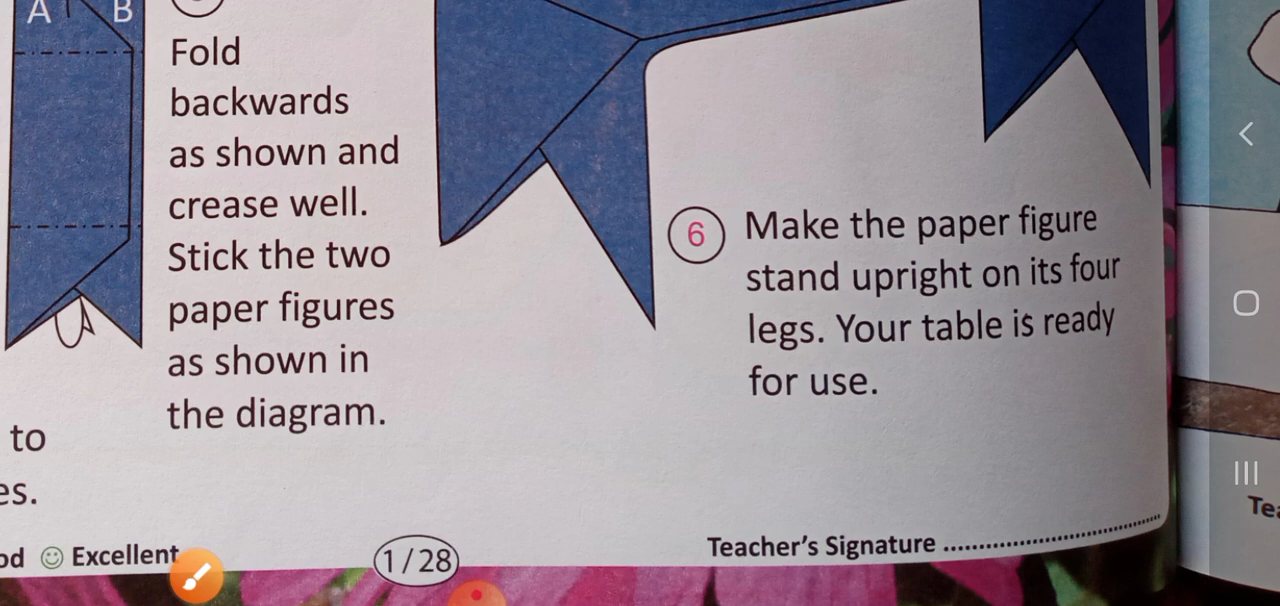 A
B
Fold
backwards
as shown and
crease well.
Stick the two
paper figures
as shown in
the diagram.
to
es.
6
Make the paper figure
stand upright on its four
legs. Your table is ready
for use.
od ☺ Excellent
1/28
Teacher's Signature ........................................
Tea